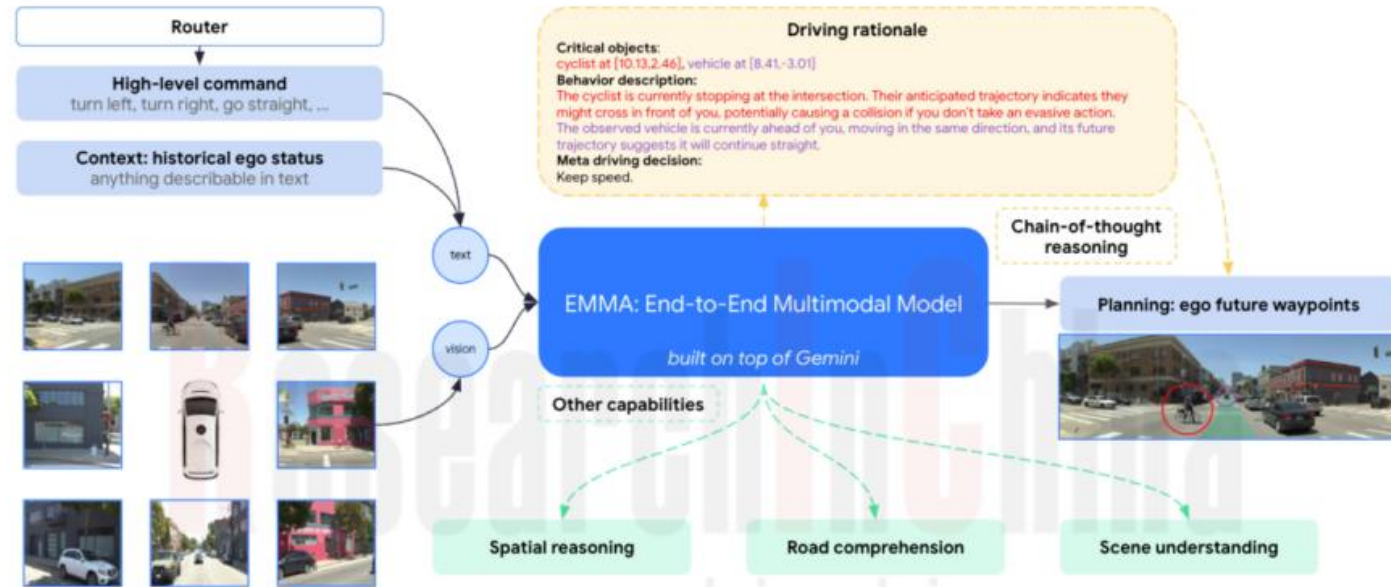 Router
High-level command
turn left, turn right, go straight, ...
Context: historical ego status
anything describable in text
text
vision
Driving rationale
Critical objects:
cyclist at [10.13,2.46], vehicle at [8.41,-3.01]
Behavior description:
The cyclist is currently stopping at the intersection. Their anticipated trajectory indicates they
might cross in front of you, potentially causing a collision if you don't take an evasive action.
The observed vehicle is currently ahead of you, moving in the same direction, and its future
trajectory suggests it will continue straight.
Meta driving decision:
Keep speed.
EMMA: End-to-End Multimodal Model
built on top of Gemini
Chain-of-thought
reasoning
Planning: ego future waypoints
Other capabilities
Spatial reasoning
Road comprehension
Scene understanding
ResearchInChina